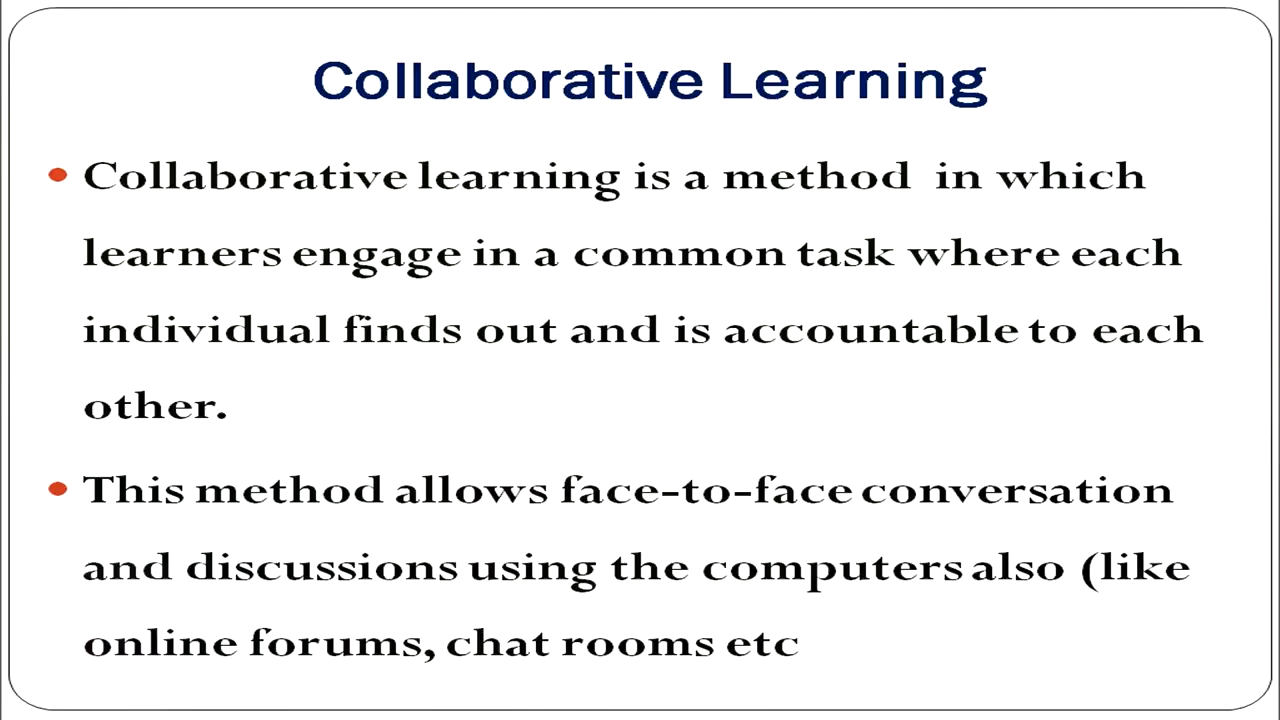 Collaborative Learning
• Collaborative learning is a method in which
learners engage in a common task where each
individual finds out and is accountable to each
other.
• This method allows face-to-face conversation
and discussions using the computers also (like
online forums, chat rooms etc